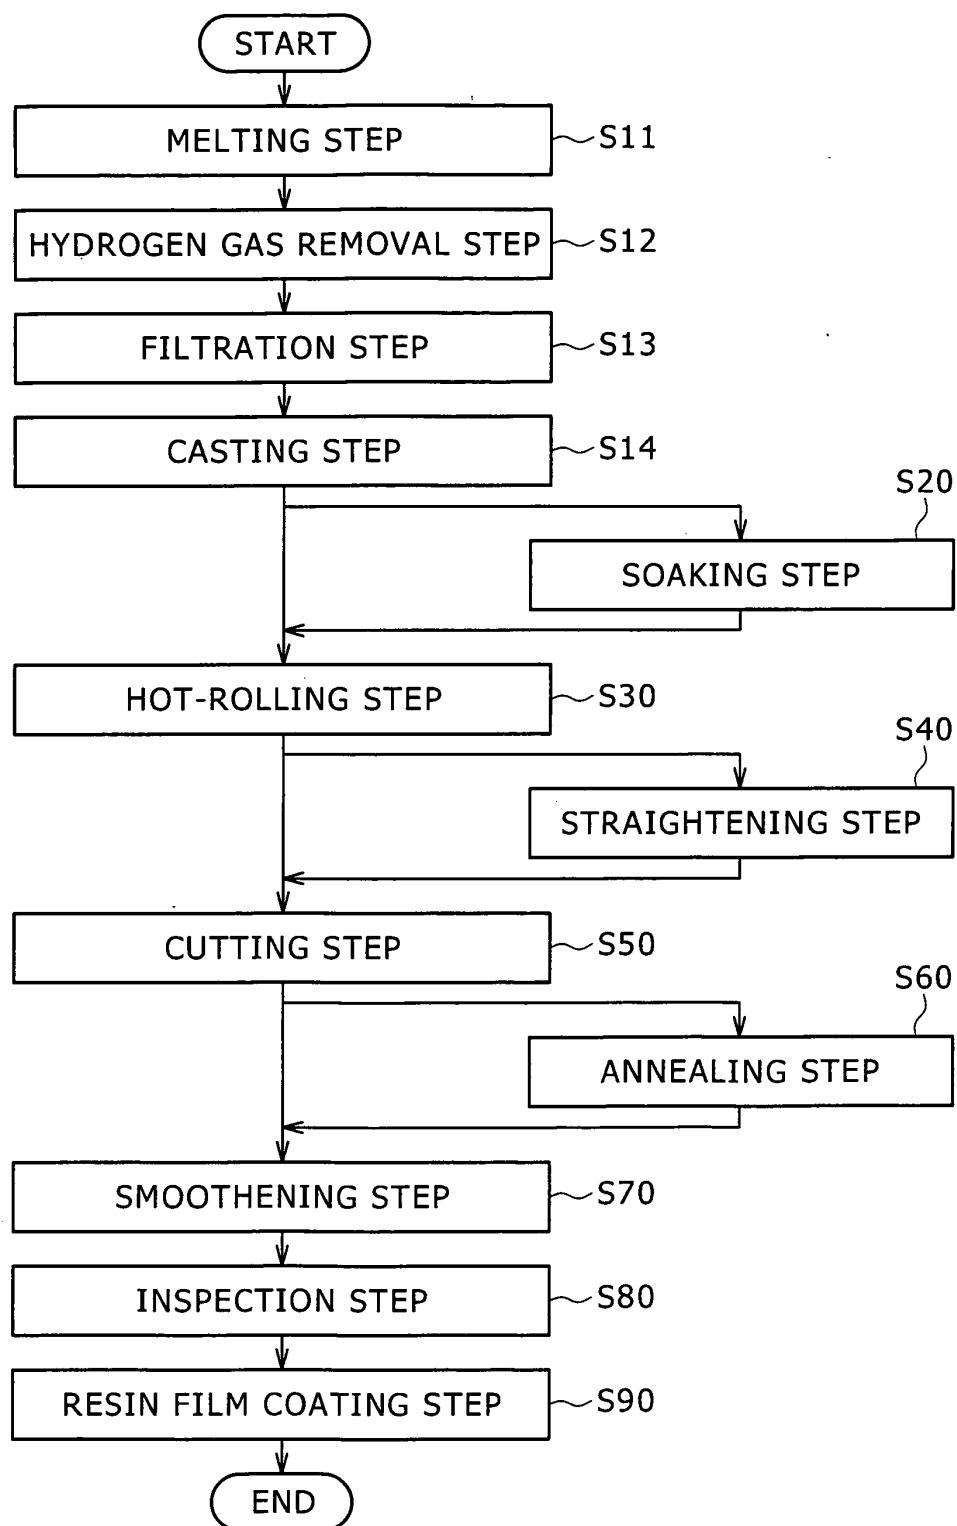 START
MELTING STEP S11
HYDROGEN GAS REMOVAL STEP S12
FILTRATION STEP S13
CASTING STEP S14
S20
SOAKING STEP
HOT-ROLLING STEP S30
S40
STRAIGHTENING STEP
CUTTING STEP S50
S60
ANNEALING STEP
SMOOTHENING STEP S70
INSPECTION STEP S80
RESIN FILM COATING STEP S90
END